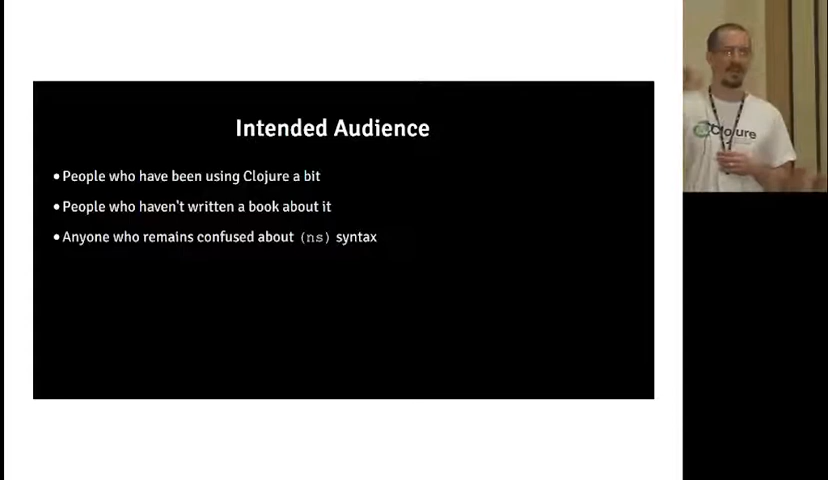 Intended Audience
• People who have been using Clojure a bit
• People who haven't written a book about it
• Anyone who remains confused about (ns) syntax
Clojure